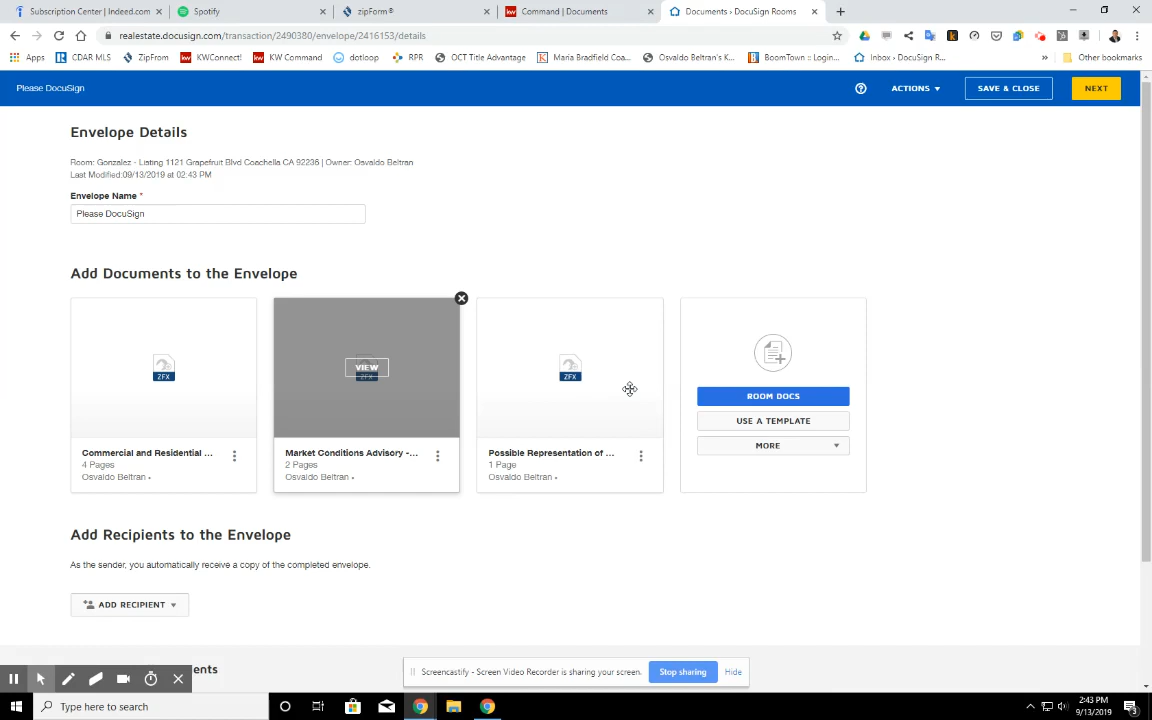 Subscription Center | Indeed.com
Spotify
zipForm®
Command | Documents
Documents › DocuSign Rooms
realestate.docusign.com/transaction/2490380/envelope/2416153/details
Apps
CDAR MLS
ZipFrom
KWConnect!
KW Command
dotloop
RPR
OCT Title Advantage
Maria Bradfield Coa...
Osvaldo Beltran's K...
BoomTown :: Login...
Inbox › DocuSign R...
»
Other bookmarks
Please DocuSign
ACTIONS
SAVE & CLOSE
NEXT
Envelope Details
Room: Gonzalez - Listing 1121 Grapefruit Blvd Coachella CA 92236 | Owner: Osvaldo Beltran
Last Modified:09/13/2019 at 02:43 PM
Envelope Name *
Please DocuSign
Add Documents to the Envelope
ZFX
VIEW
ZFX
ZFX
ROOM DOCS
USE A TEMPLATE
MORE
Commercial and Residential ...
4 Pages
Osvaldo Beltran •
Market Conditions Advisory -...
2 Pages
Osvaldo Beltran •
Possible Representation of ...
1 Page
Osvaldo Beltran •
Add Recipients to the Envelope
As the sender, you automatically receive a copy of the completed envelope.
ADD RECIPIENT
ents
Screencastify - Screen Video Recorder is sharing your screen.
Stop sharing
Hide
Type here to search
2:43 PM
9/13/2019
3